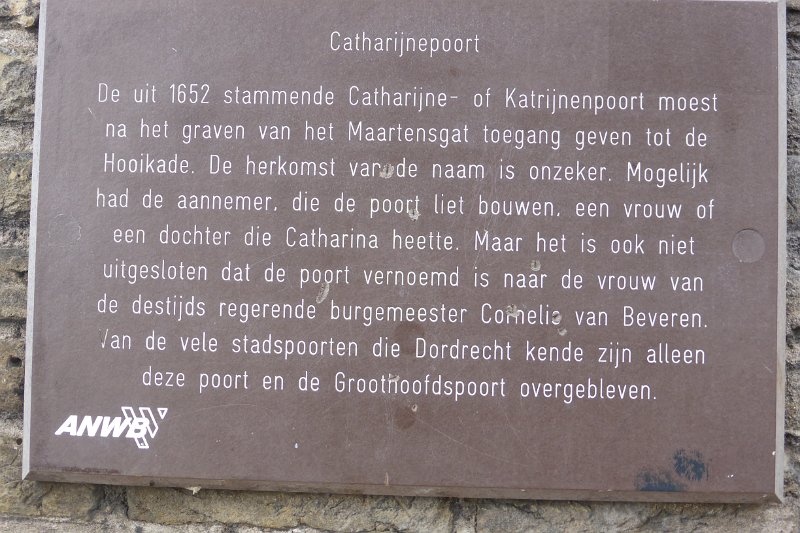 Catharijnepoort
De uit 1652 stammende Catharijne- of Katrijnenpoort moest
na het graven van het Maartensgat toegang geven tot de
Hooikade. De herkomst van de naam is onzeker. Mogelijk
had de aannemer, die de poort liet bouwen, een vrouw of
een dochter die Catharina heette. Maar het is ook niet
uitgesloten dat de poort vernoemd is naar de vrouw van
de destijds regerende burgemeester Cornelis van Beveren.
Van de vele stadspoorten die Dordrecht kende zijn alleen
deze poort en de Groothoofdspoort overgebleven.
ANWB